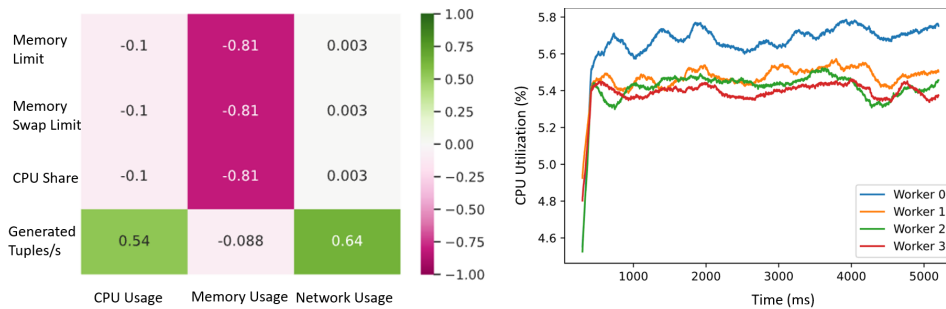 Memory
Limit
-0.1
-0.81
0.003
Memory
Swap Limit
-0.1
-0.81
0.003
CPU Share
-0.1
-0.81
0.003
Generated
Tuples/s
0.54
-0.088
0.64
CPU Usage
Memory Usage
Network Usage
1.00
0.75
0.50
0.25
0.00
-0.25
-0.50
-0.75
-1.00
CPU Utilization (%)
5.8
5.6
5.4
5.2
5.0
4.8
4.6
1000
2000
3000
4000
5000
Time (ms)
Worker 0
Worker 1
Worker 2
Worker 3